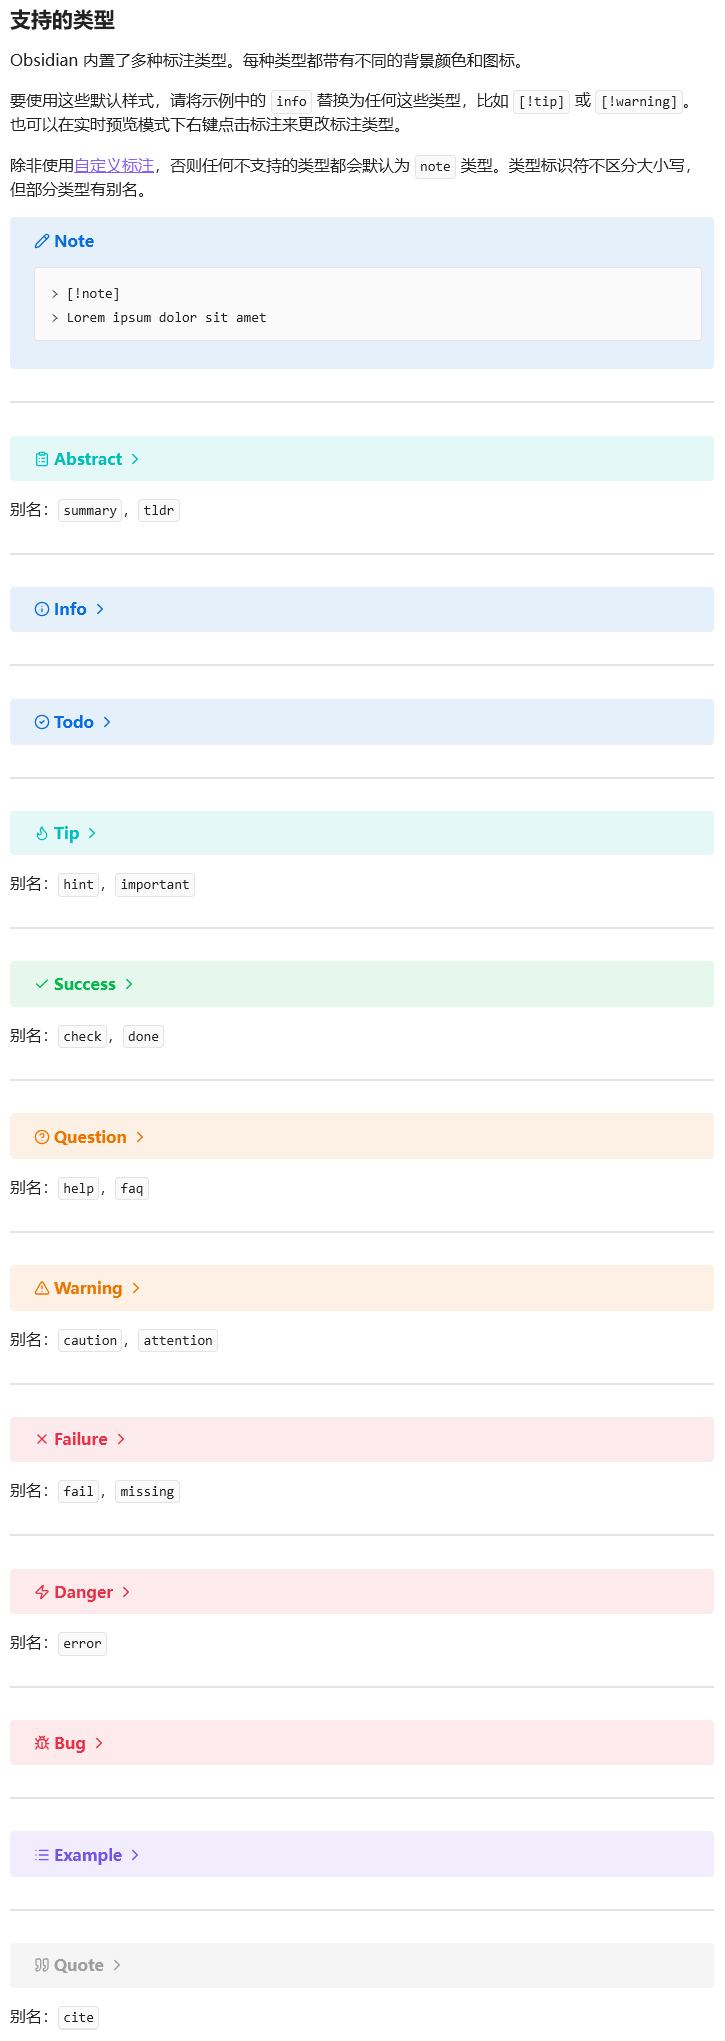 支持的类型
Obsidian 内置了多种标注类型。每种类型都带有不同的背景颜色和图标。
要使用这些默认样式，请将示例中的 info 替换为任何这些类型，比如 [!tip] 或 [!warning]。
也可以在实时预览模式下右键点击标注来更改标注类型。
除非使用自定义标注，否则任何不支持的类型都会默认为 note 类型。类型标识符不区分大小写，
但部分类型有别名。
Note
> [!note]
> Lorem ipsum dolor sit amet
Abstract
别名：summary，tldr
Info
Todo
Tip
别名：hint，important
Success
别名：check，done
Question
别名：help，faq
Warning
别名：caution，attention
Failure
别名：fail，missing
Danger
别名：error
Bug
Example
Quote
别名：cite